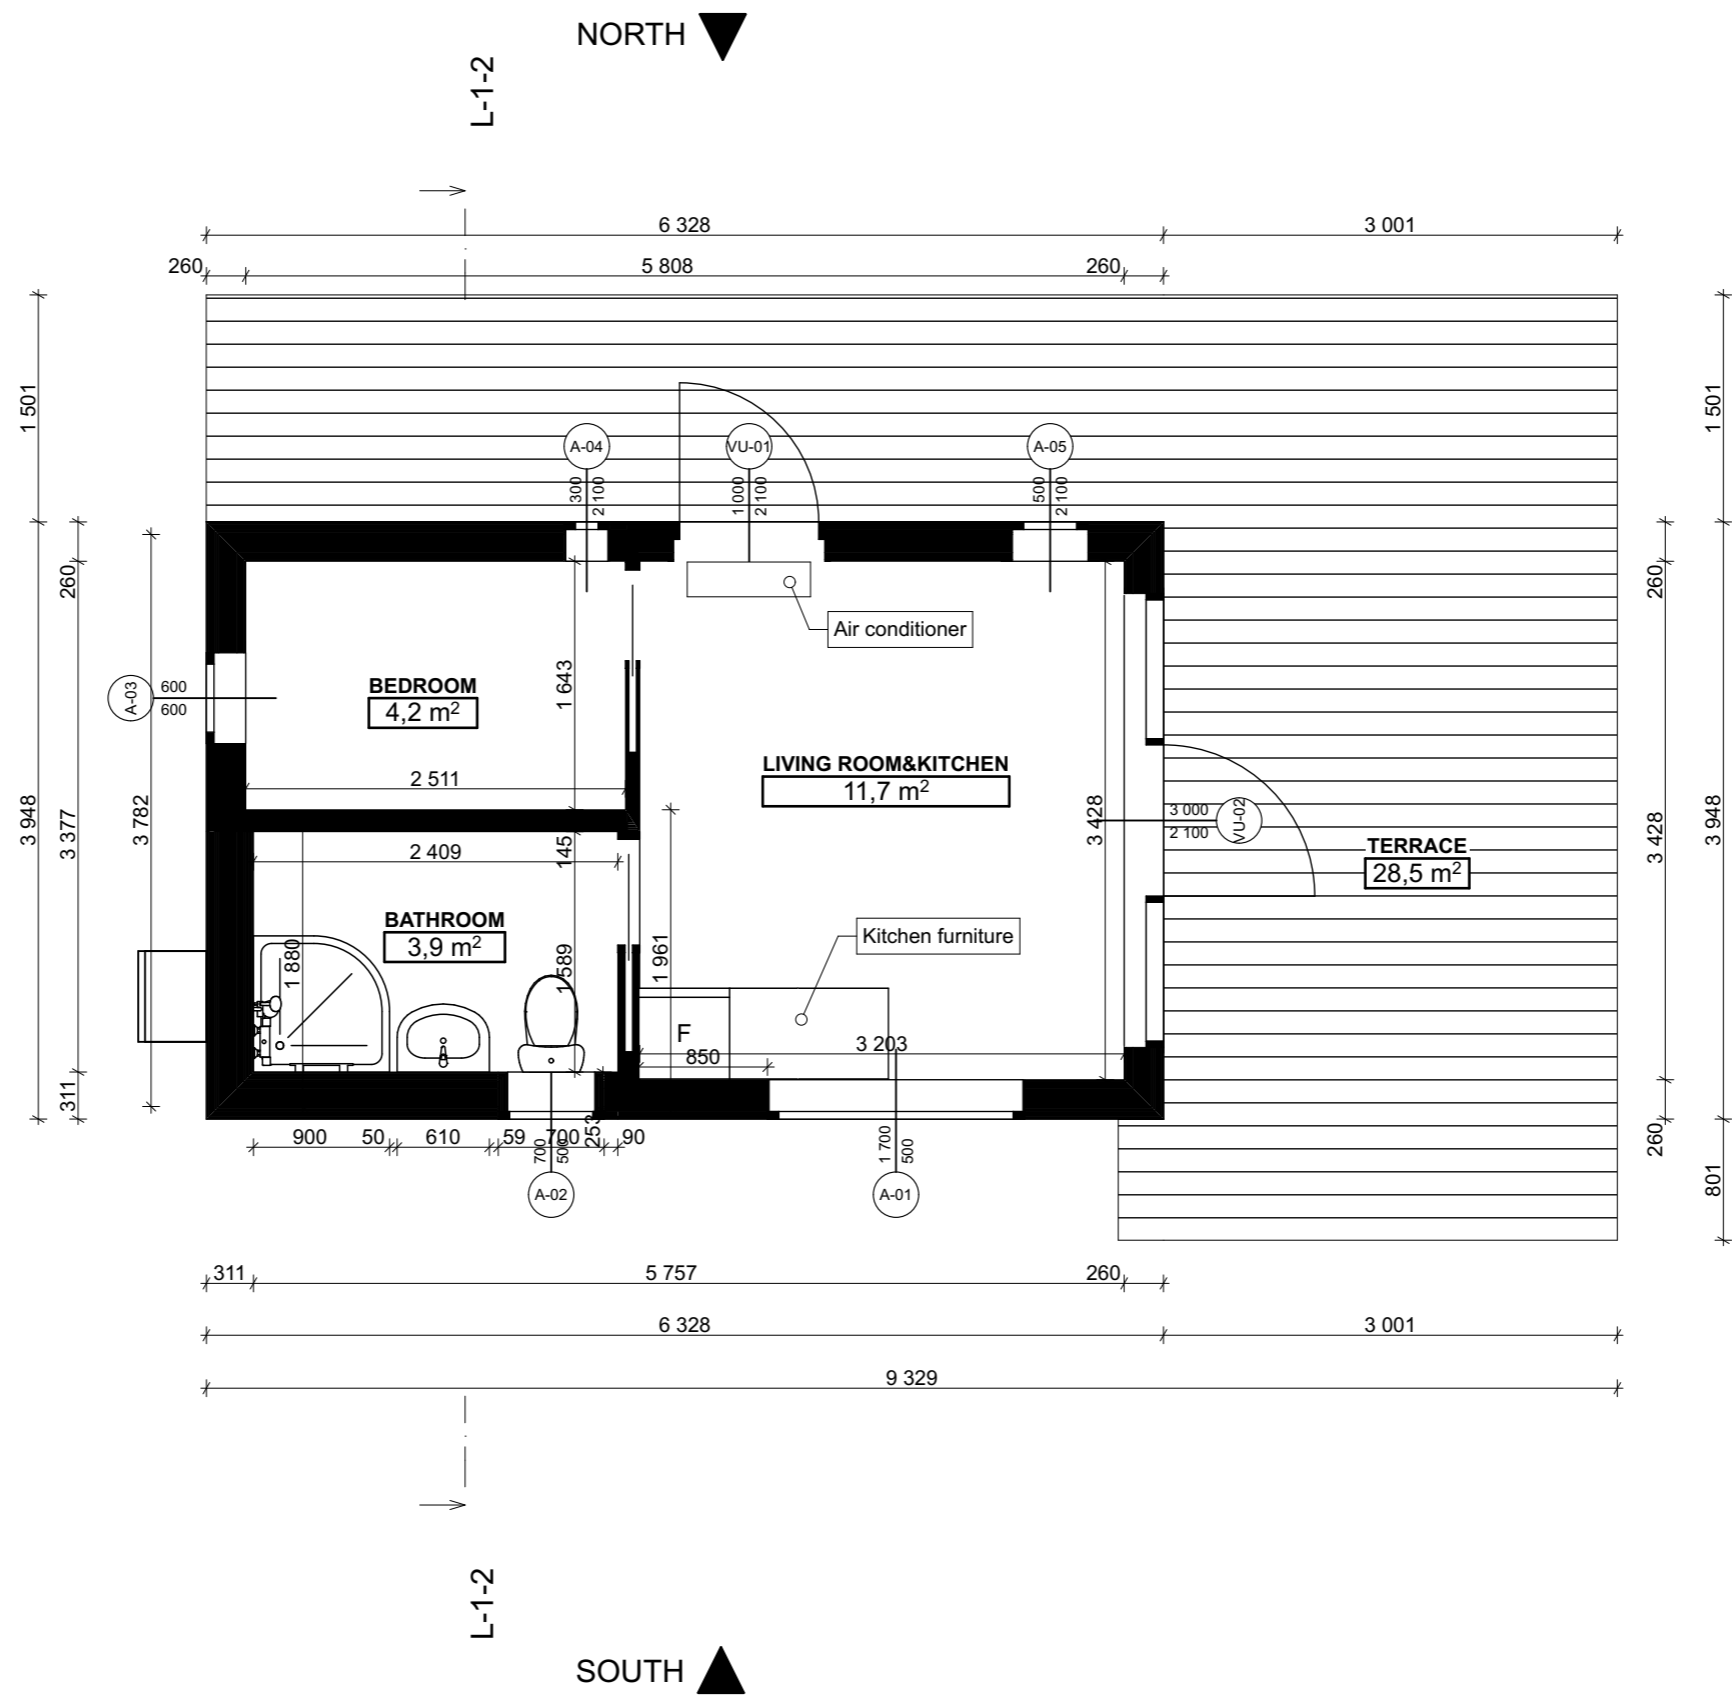 NORTH
L-1-2
6 328
3 001
260
5 808
260
1 501
1 501
A-04
VU-01
A-05
300
2 100
1 000
2 100
500
2 100
260
260
Air conditioner
A-03
600
600
BEDROOM
4,2 m²
1 643
2 511
LIVING ROOM&KITCHEN
11,7 m²
3 000
2 100
VU-02
3 948
3 377
3 782
3 428
3 428
3 948
TERRACE
28,5 m²
2 409
145
BATHROOM
3,9 m²
1 880
1 589
1 961
Kitchen furniture
F
850
3 203
311
260
801
900
50
610
59
700
253
90
700
500
1 700
500
A-02
A-01
311
5 757
260
6 328
3 001
9 329
L-1-2
SOUTH